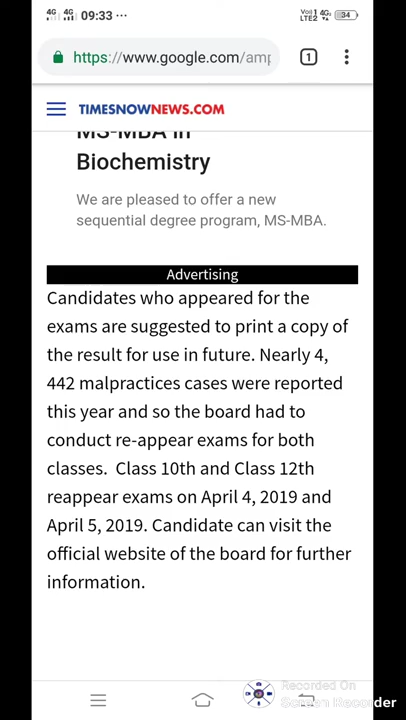 4G 4G 09:33 ...
Vo)) 1 4G LTE2 34
https://www.google.com/amp
1
TIMESNOWNEWS.COM
MS-MBA in
Biochemistry
We are pleased to offer a new
sequential degree program, MS-MBA.
Advertising
Candidates who appeared for the
exams are suggested to print a copy of
the result for use in future. Nearly 4,
442 malpractices cases were reported
this year and so the board had to
conduct re-appear exams for both
classes.  Class 10th and Class 12th
reappear exams on April 4, 2019 and
April 5, 2019. Candidate can visit the
official website of the board for further
information.
Recorded On
Screen Recorder